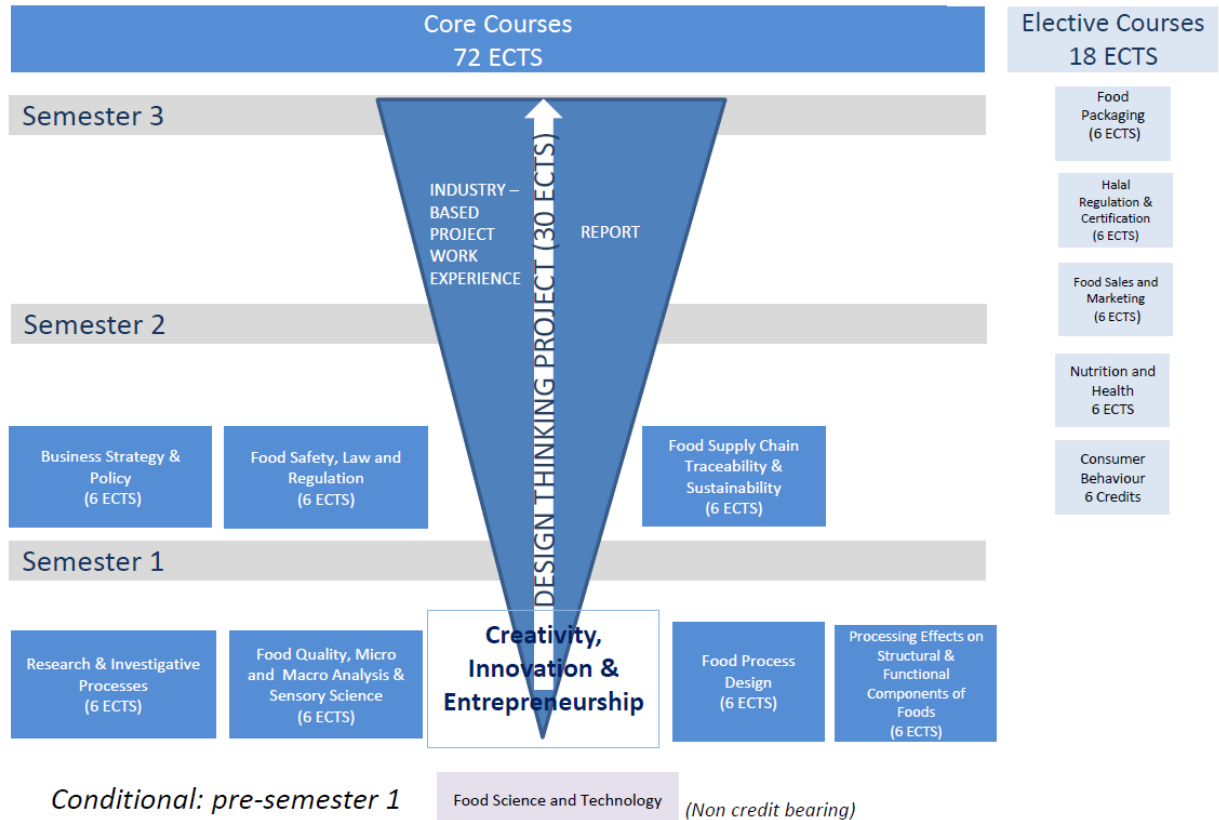 Core Courses
72 ECTS
Elective Courses
18 ECTS
Semester 3
INDUSTRY –
BASED
PROJECT
WORK
EXPERIENCE
DESIGN THINKING PROJECT (30 ECTS)
REPORT
Semester 2
Business Strategy &
Policy
(6 ECTS)
Food Safety, Law and
Regulation
(6 ECTS)
Food Supply Chain
Traceability &
Sustainability
(6 ECTS)
Semester 1
Research & Investigative
Processes
(6 ECTS)
Food Quality, Micro
and Macro Analysis &
Sensory Science
(6 ECTS)
Creativity,
Innovation &
Entrepreneurship
Food Process
Design
(6 ECTS)
Processing Effects on
Structural &
Functional
Components of
Foods
(6 ECTS)
Conditional: pre-semester 1
Food Science and Technology
(Non credit bearing)
Food
Packaging
(6 ECTS)
Halal
Regulation &
Certification
(6 ECTS)
Food Sales and
Marketing
(6 ECTS)
Nutrition and
Health
6 ECTS
Consumer
Behaviour
6 Credits